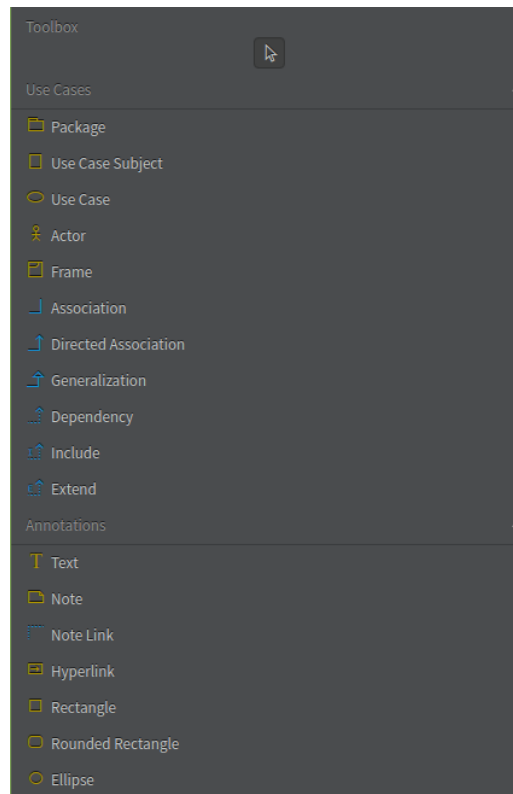 Toolbox
Use Cases
Package
Use Case Subject
Use Case
Actor
Frame
Association
Directed Association
Generalization
Dependency
Include
Extend
Annotations
T Text
Note
Note Link
Hyperlink
Rectangle
Rounded Rectangle
Ellipse